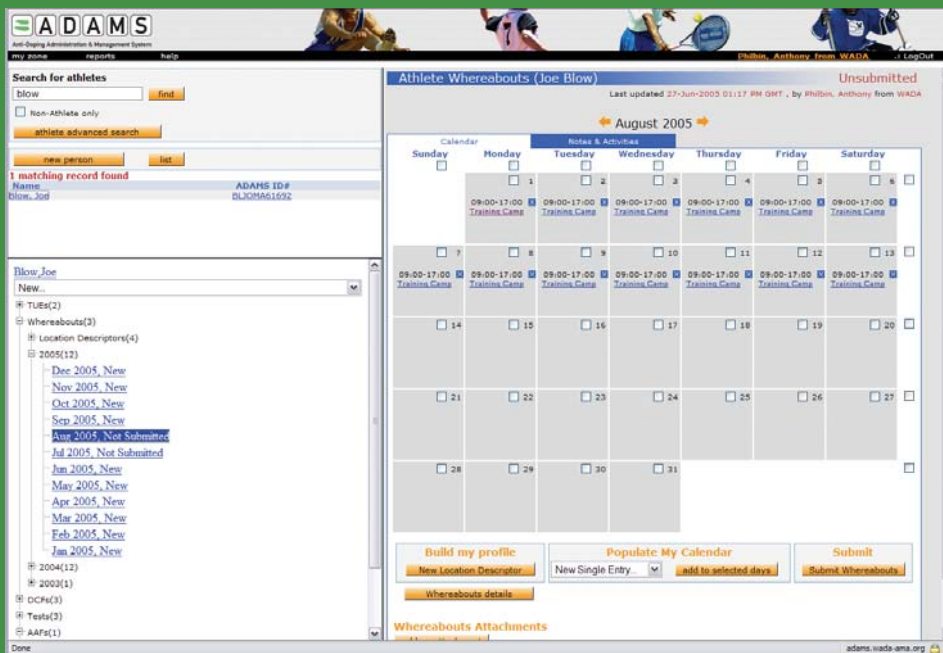 ADAMS
Anti-Doping Administration & Management System
my zone reports help
Philbin, Anthony from WADA .: LogOut
Search for athletes
blow find
Non-Athlete only
athlete advanced search
new person list
1 matching record found
Name ADAMS ID#
Blow, Joe BLJOMA61692
Blow,Joe
New...
TUEs(2)
Whereabouts(3)
Location Descriptors(4)
2005(12)
Dec 2005, New
Nov 2005, New
Oct 2005, New
Sep 2005, New
Aug 2005, Not Submitted
Jul 2005, Not Submitted
Jun 2005, New
May 2005, New
Apr 2005, New
Mar 2005, New
Feb 2005, New
Jan 2005, New
2004(12)
2003(1)
DCFs(3)
Tests(3)
AAFs(1)
Athlete Whereabouts (Joe Blow) Unsubmitted
Last updated 27-Jun-2005 01:17 PM GMT , by Philbin, Anthony from WADA
August 2005
Calendar Notes & Activities
Sunday Monday Tuesday Wednesday Thursday Friday Saturday
1 2 3 4 5 6
09:00-17:00 x 09:00-17:00 x 09:00-17:00 x 09:00-17:00 x 09:00-17:00 x 09:00-17:00 x
Training Camp Training Camp Training Camp Training Camp Training Camp Training Camp
7 8 9 10 11 12 13
09:00-17:00 x 09:00-17:00 x 09:00-17:00 x 09:00-17:00 x 09:00-17:00 x 09:00-17:00 x 09:00-17:00 x
Training Camp Training Camp Training Camp Training Camp Training Camp Training Camp Training Camp
14 15 16 17 18 19 20
21 22 23 24 25 26 27
28 29 30 31
Build my profile Populate My Calendar Submit
New Location Descriptor New Single Entry... add to selected days Submit Whereabouts
Whereabouts details
Whereabouts Attachments
Done adams.wada-ama.org